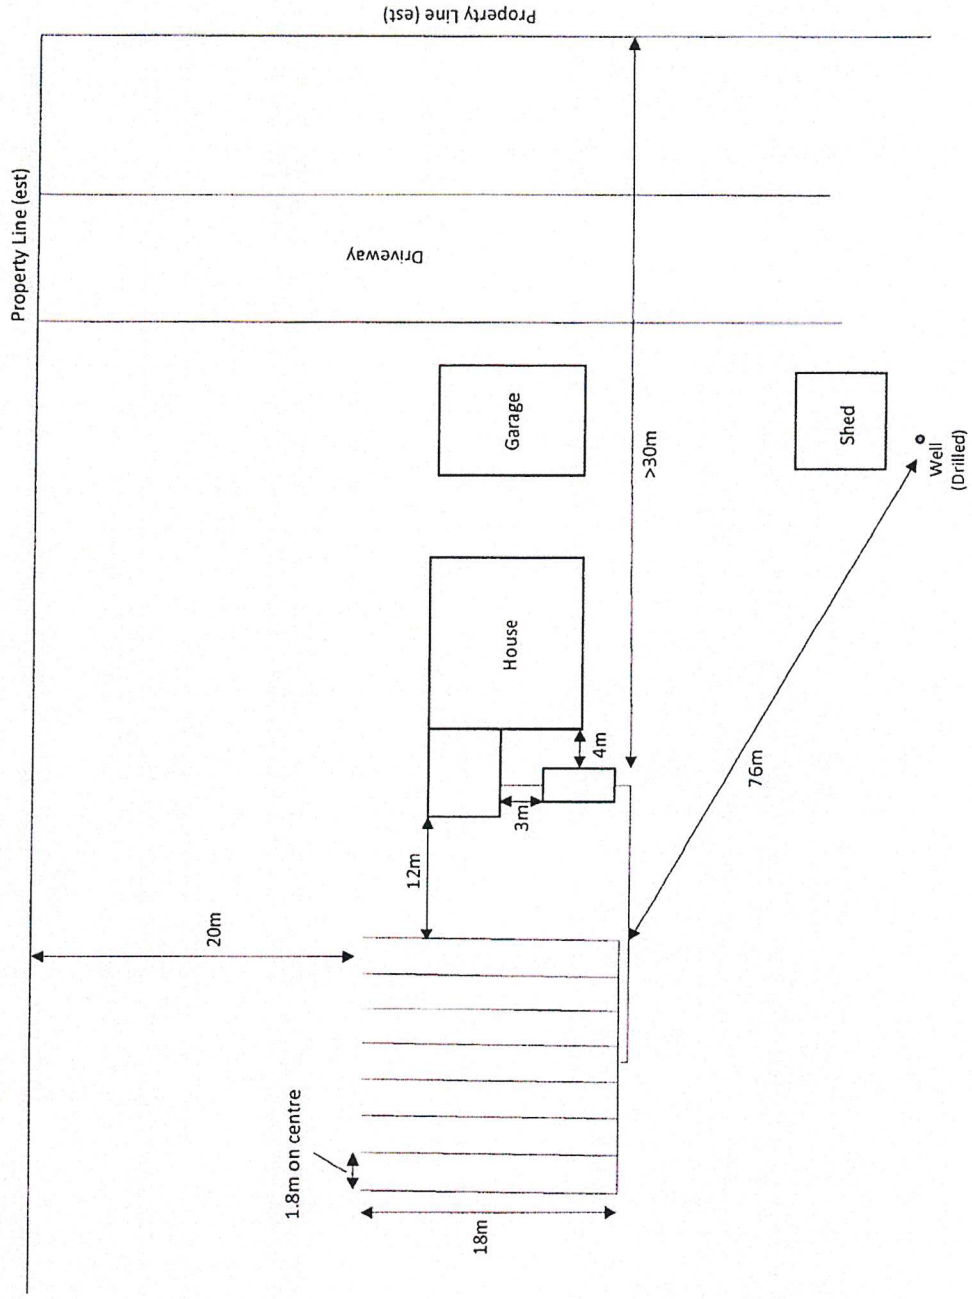 Property Line (est)
Property Line (est)
Driveway
Garage
Shed
>30m
Well
(Drilled)
House
4m
76m
3m
12m
20m
1.8m on centre
18m